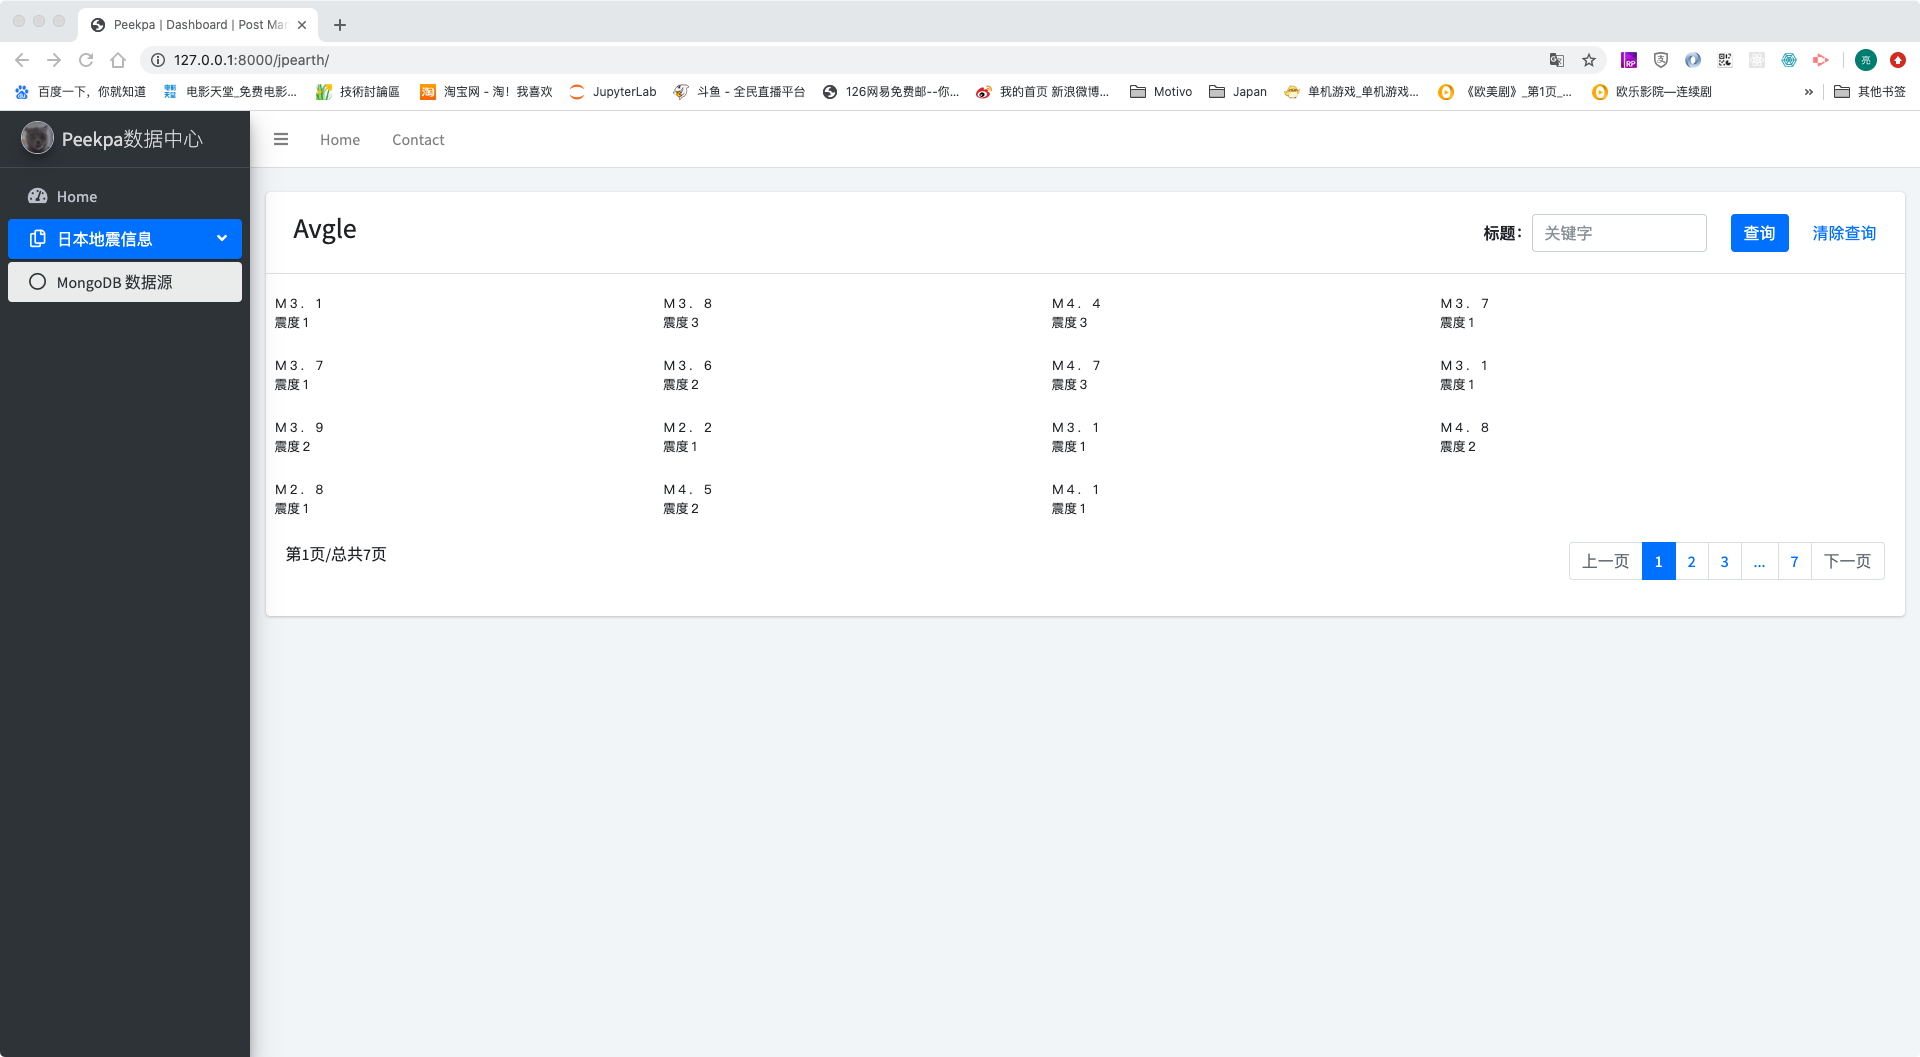 Peekpa | Dashboard | Post Mar
127.0.0.1:8000/jpearth/
RP
亮
百度一下，你就知道
电影天堂_免费电影...
技術討論區
淘宝网 - 淘！我喜欢
JupyterLab
斗鱼 - 全民直播平台
126网易免费邮--你...
我的首页 新浪微博...
Motivo
Japan
单机游戏_单机游戏...
《欧美剧》_第1页_...
欧乐影院—连续剧
»
其他书签
Peekpa数据中心
Home
Contact
Home
日本地震信息
MongoDB 数据源
Avgle
标题：
关键字
查询
清除查询
Ｍ３．１ Ｍ３．８ Ｍ４．４ Ｍ３．７
震度１ 震度３ 震度３ 震度１
Ｍ３．７ Ｍ３．６ Ｍ４．７ Ｍ３．１
震度１ 震度２ 震度３ 震度１
Ｍ３．９ Ｍ２．２ Ｍ３．１ Ｍ４．８
震度２ 震度１ 震度１ 震度２
Ｍ２．８ Ｍ４．５ Ｍ４．１
震度１ 震度２ 震度１
第1页/总共7页
上一页 1 2 3 ... 7 下一页